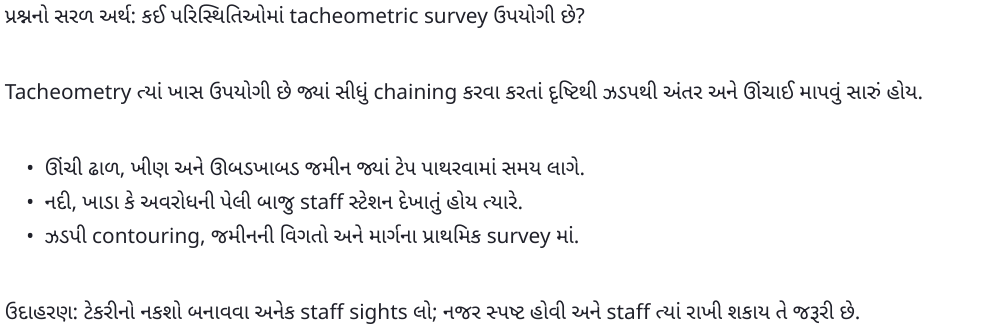 પ્રશ્નનો સરળ અર્થ: કઈ પરિસ્થિતિઓમાં tacheometric survey ઉપયોગી છે?
Tacheometry ત્યાં ખાસ ઉપયોગી છે જ્યાં સીધું chaining કરવા કરતાં દૃષ્ટિથી ઝડપથી અંતર અને ઊંચાઈ માપવું સારું હોય.
• ઊંચી ઢાળ, ખીણ અને ઊબડખાબડ જમીન જ્યાં ટેપ પાથરવામાં સમય લાગે.
• નદી, ખાડા કે અવરોધની પેલી બાજુ staff સ્ટેશન દેખાતું હોય ત્યારે.
• ઝડપી contouring, જમીનની વિગતો અને માર્ગના પ્રાથમિક survey માં.
ઉદાહરણ: ટેકરીનો નકશો બનાવવા અનેક staff sights લો; નજર સ્પષ્ટ હોવી અને staff ત્યાં રાખી શકાય તે જરૂરી છે.